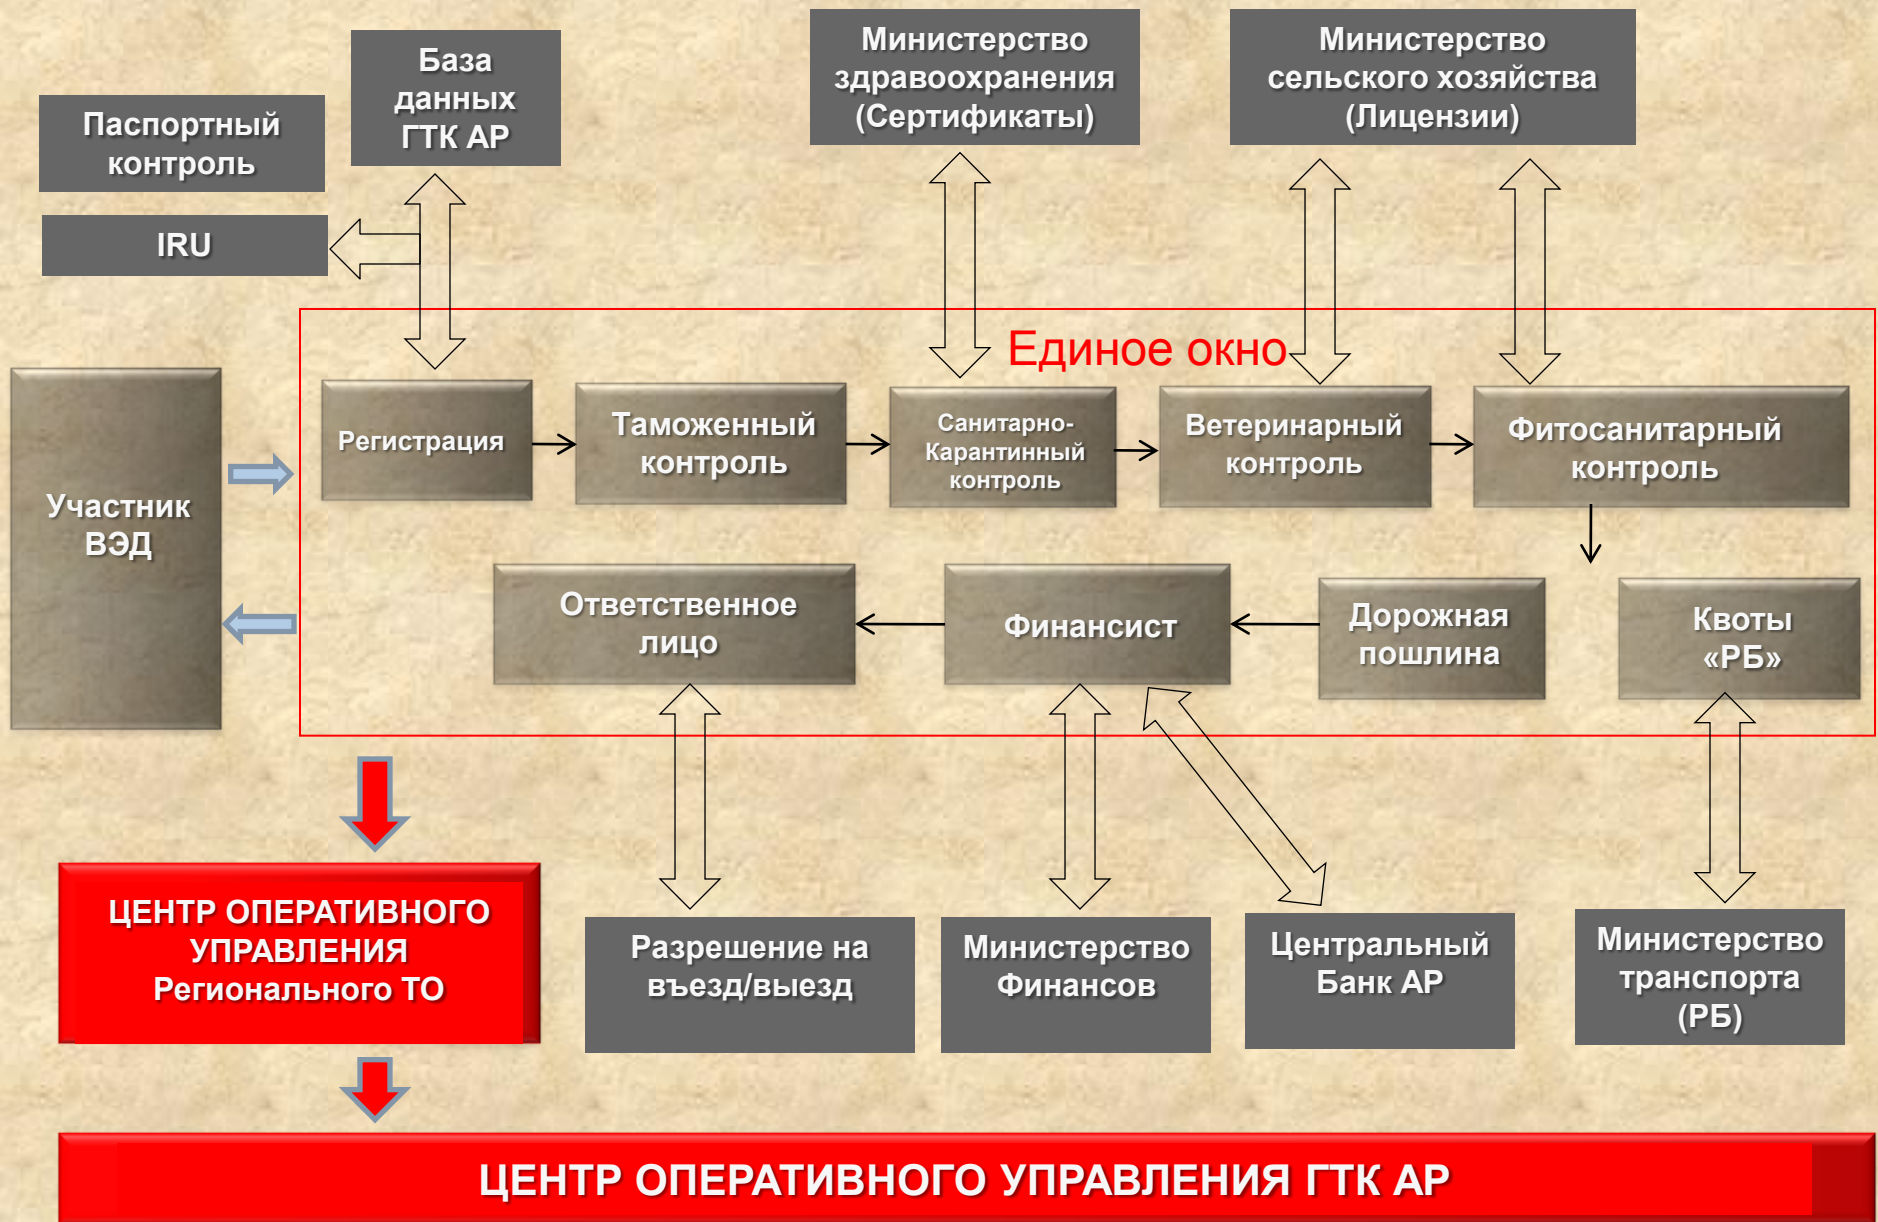 База
данных
ГТК АР
Министерство
здравоохранения
(Сертификаты)
Министерство
сельского хозяйства
(Лицензии)
Паспортный
контроль
IRU
Единое окно
Участник
ВЭД
Регистрация
Таможенный
контроль
Санитарно-
Карантинный
контроль
Ветеринарный
контроль
Фитосанитарный
контроль
Ответственное
лицо
Финансист
Дорожная
пошлина
Квоты
«РБ»
ЦЕНТР ОПЕРАТИВНОГО
УПРАВЛЕНИЯ
Регионального ТО
Разрешение на
въезд/выезд
Министерство
Финансов
Центральный
Банк АР
Министерство
транспорта
(РБ)
ЦЕНТР ОПЕРАТИВНОГО УПРАВЛЕНИЯ ГТК АР